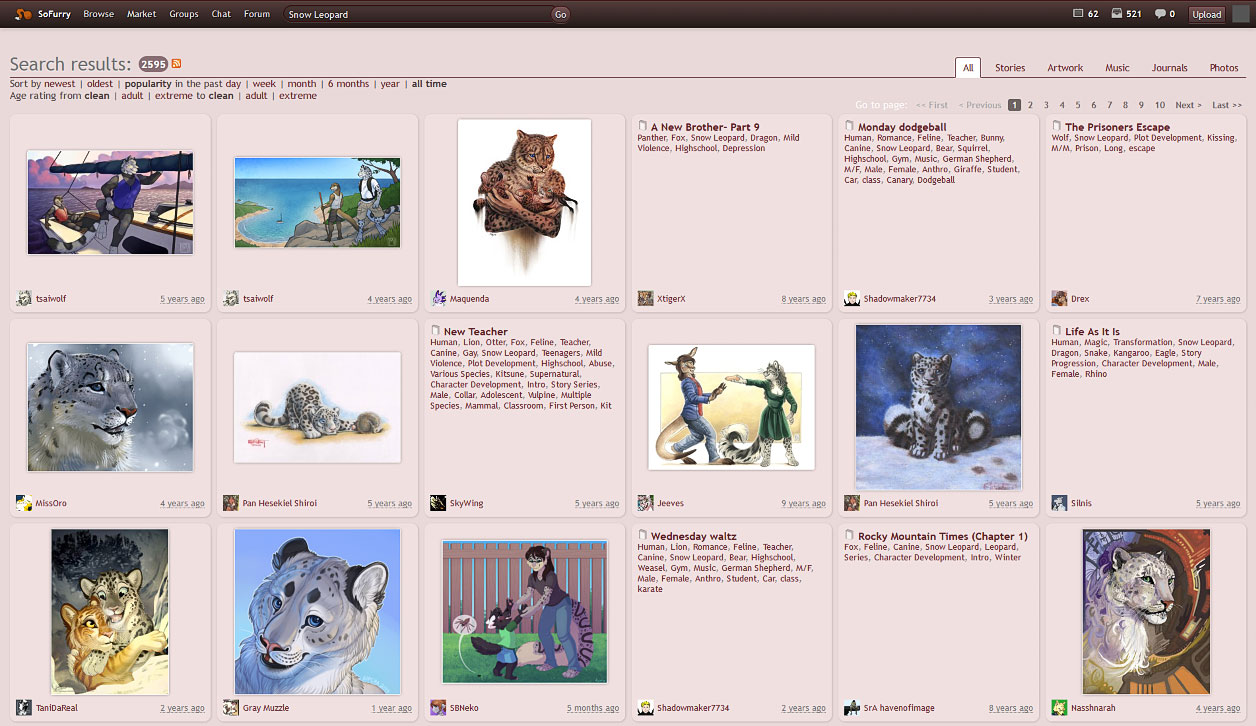 SoFurry Browse Market Groups Chat Forum Snow Leopard Go 62 521 0 Upload
Search results: 2595
All Stories Artwork Music Journals Photos
Sort by newest | oldest | popularity in the past day | week | month | 6 months | year | all time
Age rating from clean | adult | extreme to clean | adult | extreme
Go to page: << First < Previous 1 2 3 4 5 6 7 8 9 10 Next > Last >>
tsaiwolf 5 years ago
tsaiwolf 4 years ago
Maquenda 4 years ago
A New Brother- Part 9
Panther, Fox, Snow Leopard, Dragon, Mild
Violence, Highschool, Depression
XtigerX 8 years ago
Monday dodgeball
Human, Romance, Feline, Teacher, Bunny,
Canine, Snow Leopard, Bear, Squirrel,
Highschool, Gym, Music, German Shepherd,
M/F, Male, Female, Anthro, Giraffe, Student,
Car, class, Canary, Dodgeball
Shadowmaker7734 3 years ago
The Prisoners Escape
Wolf, Snow Leopard, Plot Development, Kissing,
M/M, Prison, Long, escape
Drex 7 years ago
MissOro 4 years ago
Pan Hesekiel Shiroi 5 years ago
New Teacher
Human, Lion, Otter, Fox, Feline, Teacher,
Canine, Gay, Snow Leopard, Teenagers, Mild
Violence, Plot Development, Highschool, Abuse,
Various Species, Kitsune, Supernatural,
Character Development, Intro, Story Series,
Male, Collar, Adolescent, Vulpine, Multiple
Species, Mammal, Classroom, First Person, Kit
SkyWing 5 years ago
Jeeves 9 years ago
Pan Hesekiel Shiroi 5 years ago
Life As It Is
Human, Magic, Transformation, Snow Leopard,
Dragon, Snake, Kangaroo, Eagle, Story
Progression, Character Development, Male,
Female, Rhino
Silnis 5 years ago
TaniDaReal 2 years ago
Gray Muzzle 1 year ago
SBNeko 5 months ago
Wednesday waltz
Human, Lion, Romance, Feline, Teacher,
Canine, Snow Leopard, Bear, Highschool,
Weasel, Gym, Music, German Shepherd, M/F,
Male, Female, Anthro, Student, Car, class,
karate
Shadowmaker7734 2 years ago
Rocky Mountain Times (Chapter 1)
Fox, Feline, Canine, Snow Leopard, Leopard,
Series, Character Development, Intro, Winter
SrA havenofimage 8 years ago
Nasshnarah 4 years ago